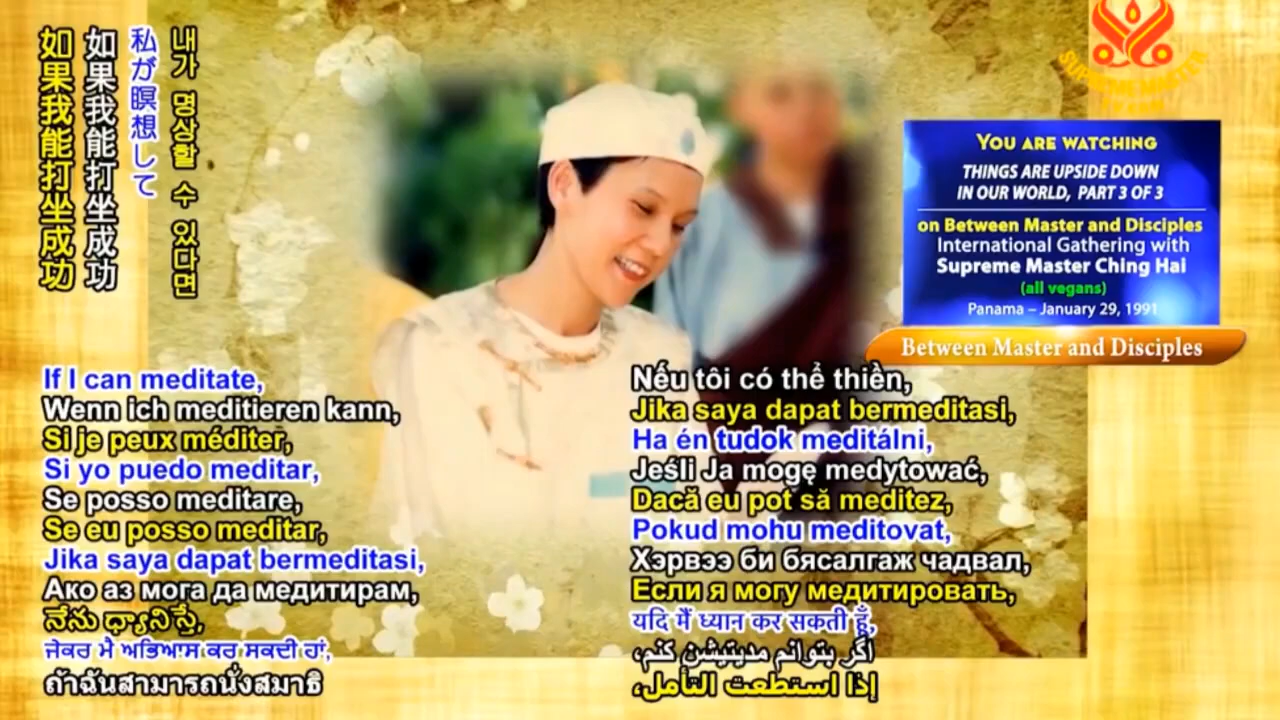 如果我能打坐成功
如果我能打坐成功
私が瞑想して
내가 명상할 수 있다면
SUPREME MASTER
YOU ARE WATCHING
THINGS ARE UPSIDE DOWN
IN OUR WORLD, PART 3 OF 3
on Between Master and Disciples
International Gathering with
Supreme Master Ching Hai
(all vegans)
Panama – January 29, 1991
Between Master and Disciples
If I can meditate,
Wenn ich meditieren kann,
Si je peux méditer,
Si yo puedo meditar,
Se posso meditare,
Se eu posso meditar,
Jika saya dapat bermeditasi,
Ако аз мога да медитирам,
నేను ధ్యానిస్తే,
ਜੇਕਰ ਮੈ ਅਭਿਆਸ ਕਰ ਸਕਦੀ ਹਾਂ,
ถ้าฉันสามารถนั่งสมาธิ
Nếu tôi có thể thiền,
Jika saya dapat bermeditasi,
Ha én tudok meditálni,
Jeśli Ja mogę medytować,
Dacă eu pot să meditez,
Pokud mohu meditovat,
Хэрвээ би бясалгаж чадвал,
Если я могу медитировать,
यदि मैं ध्यान कर सकती हूँ,
اگر بتوانم مدیتیشن کنم،
إذا استطعت التأمل،